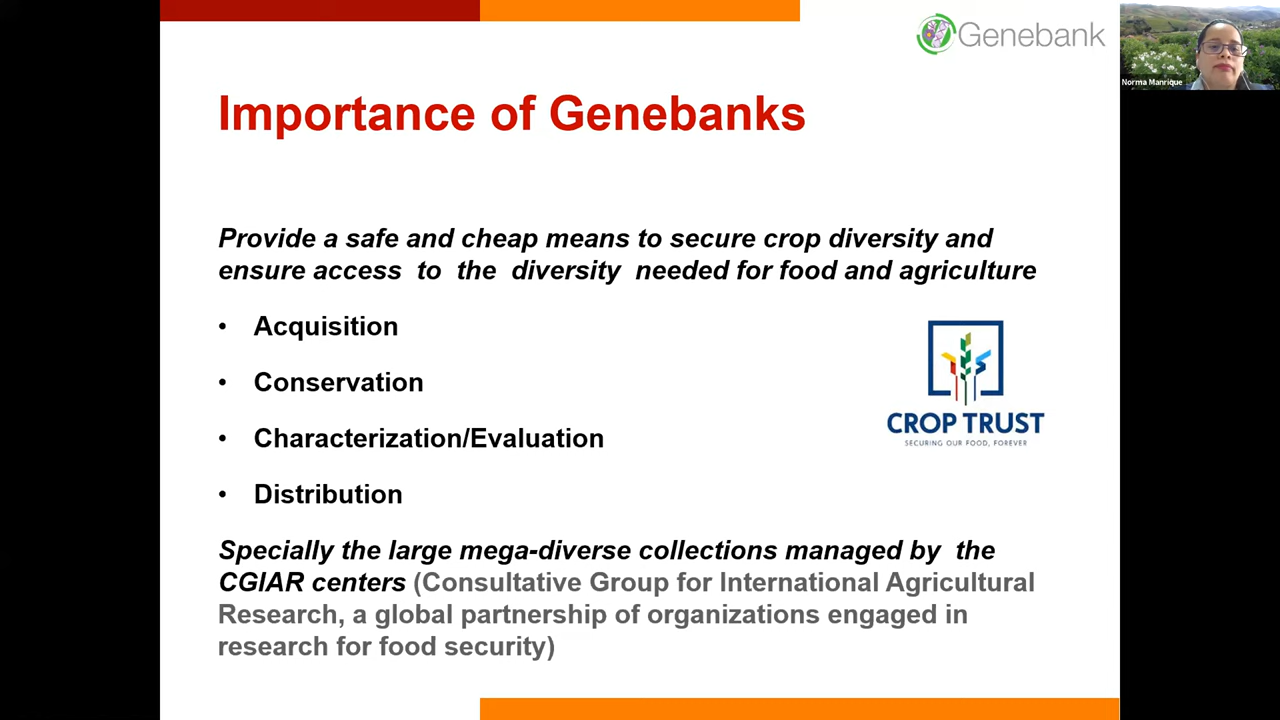 Genebank
Norma Manrique
Importance of Genebanks
Provide a safe and cheap means to secure crop diversity and
ensure access to the diversity needed for food and agriculture
• Acquisition
• Conservation
• Characterization/Evaluation
• Distribution
CROP TRUST
SECURING OUR FOOD, FOREVER
Specially the large mega-diverse collections managed by the
CGIAR centers (Consultative Group for International Agricultural
Research, a global partnership of organizations engaged in
research for food security)